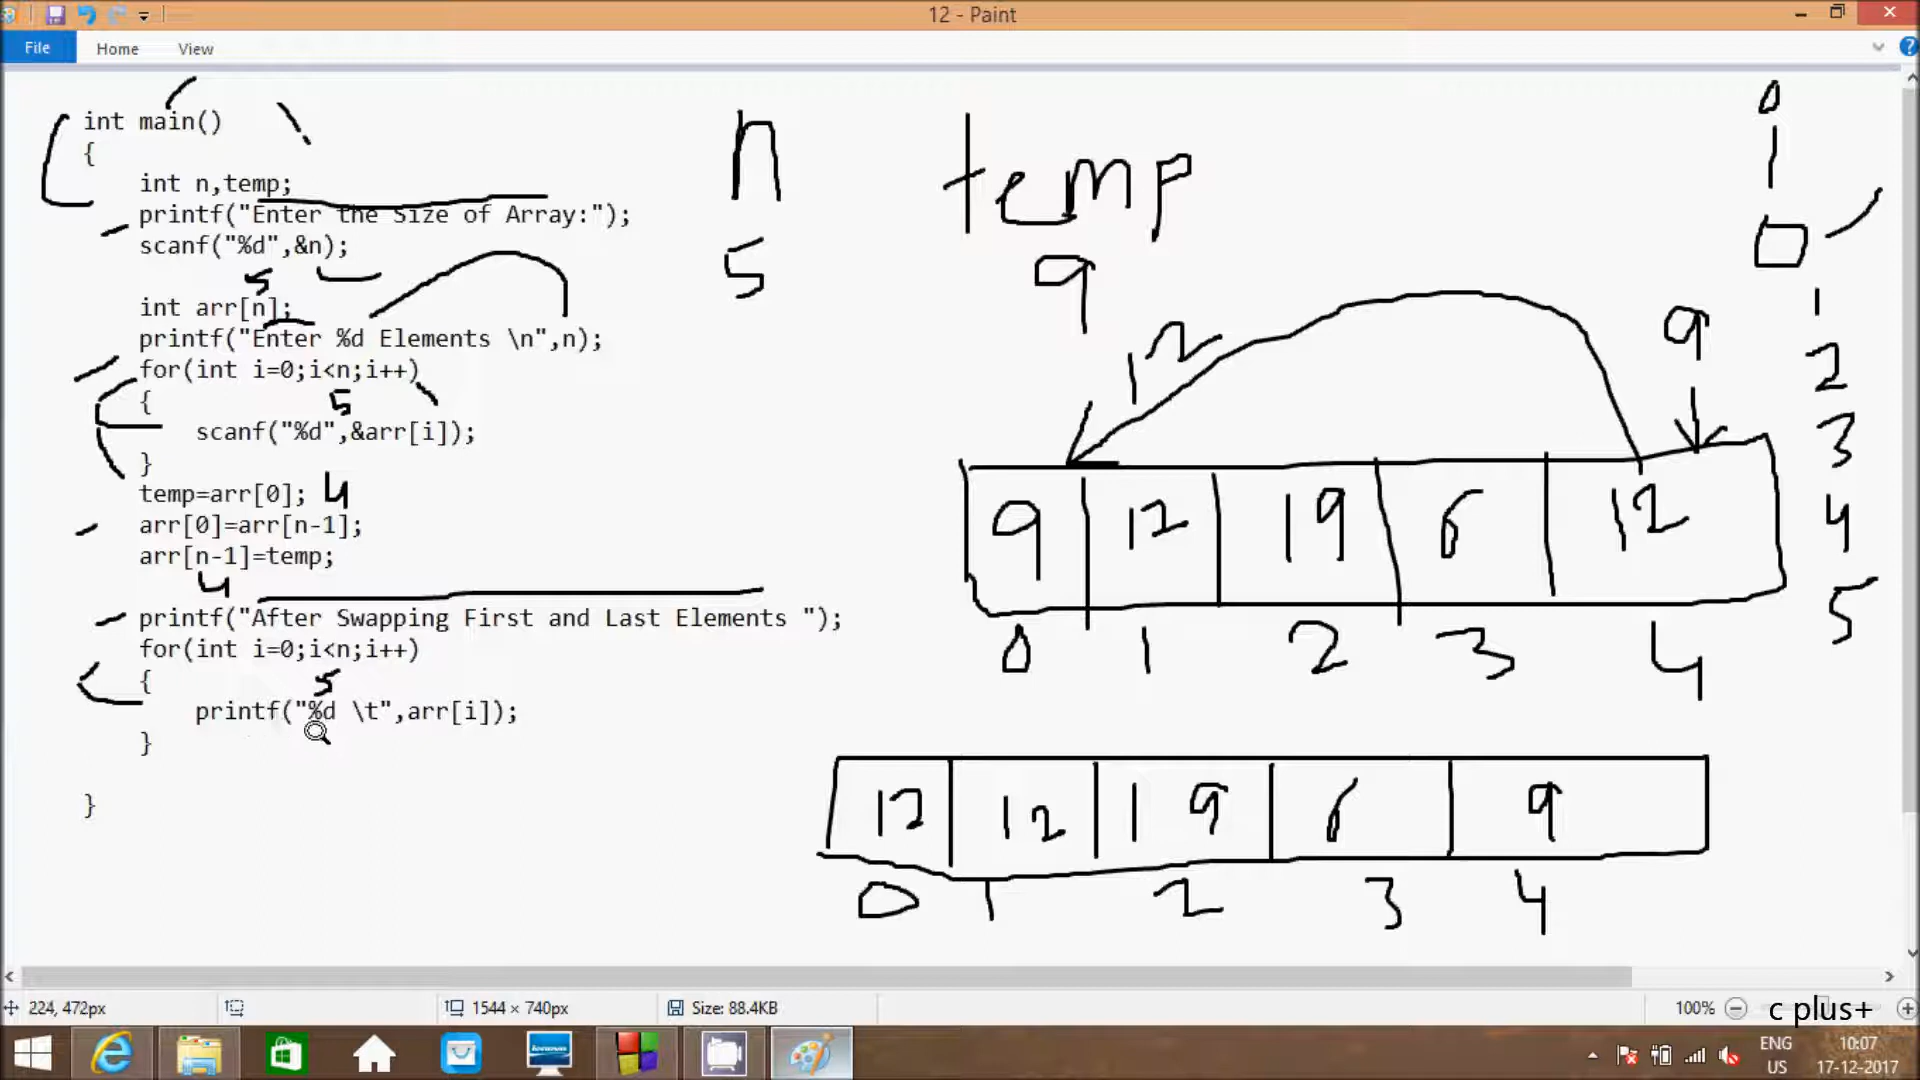 12 - Paint
File Home View
int main()
{
int n,temp;
printf("Enter the Size of Array:");
scanf("%d",&n);
5
int arr[n];
printf("Enter %d Elements \n",n);
for(int i=0;i<n;i++)
{ 5
scanf("%d",&arr[i]);
}
temp=arr[0]; 4
arr[0]=arr[n-1];
arr[n-1]=temp;
4
printf("After Swapping First and Last Elements ");
for(int i=0;i<n;i++)
{ 5
printf("%d \t",arr[i]);
}
}
n temp
5 9
12 9
9 12 19 6 12
0 1 2 3 4
0
1
0
1
2
3
4
5
12 12 19 6 9
0 1 2 3 4
224, 472px 1544 × 740px Size: 88.4KB 100%
c plus+
ENG
US
10:07
17-12-2017